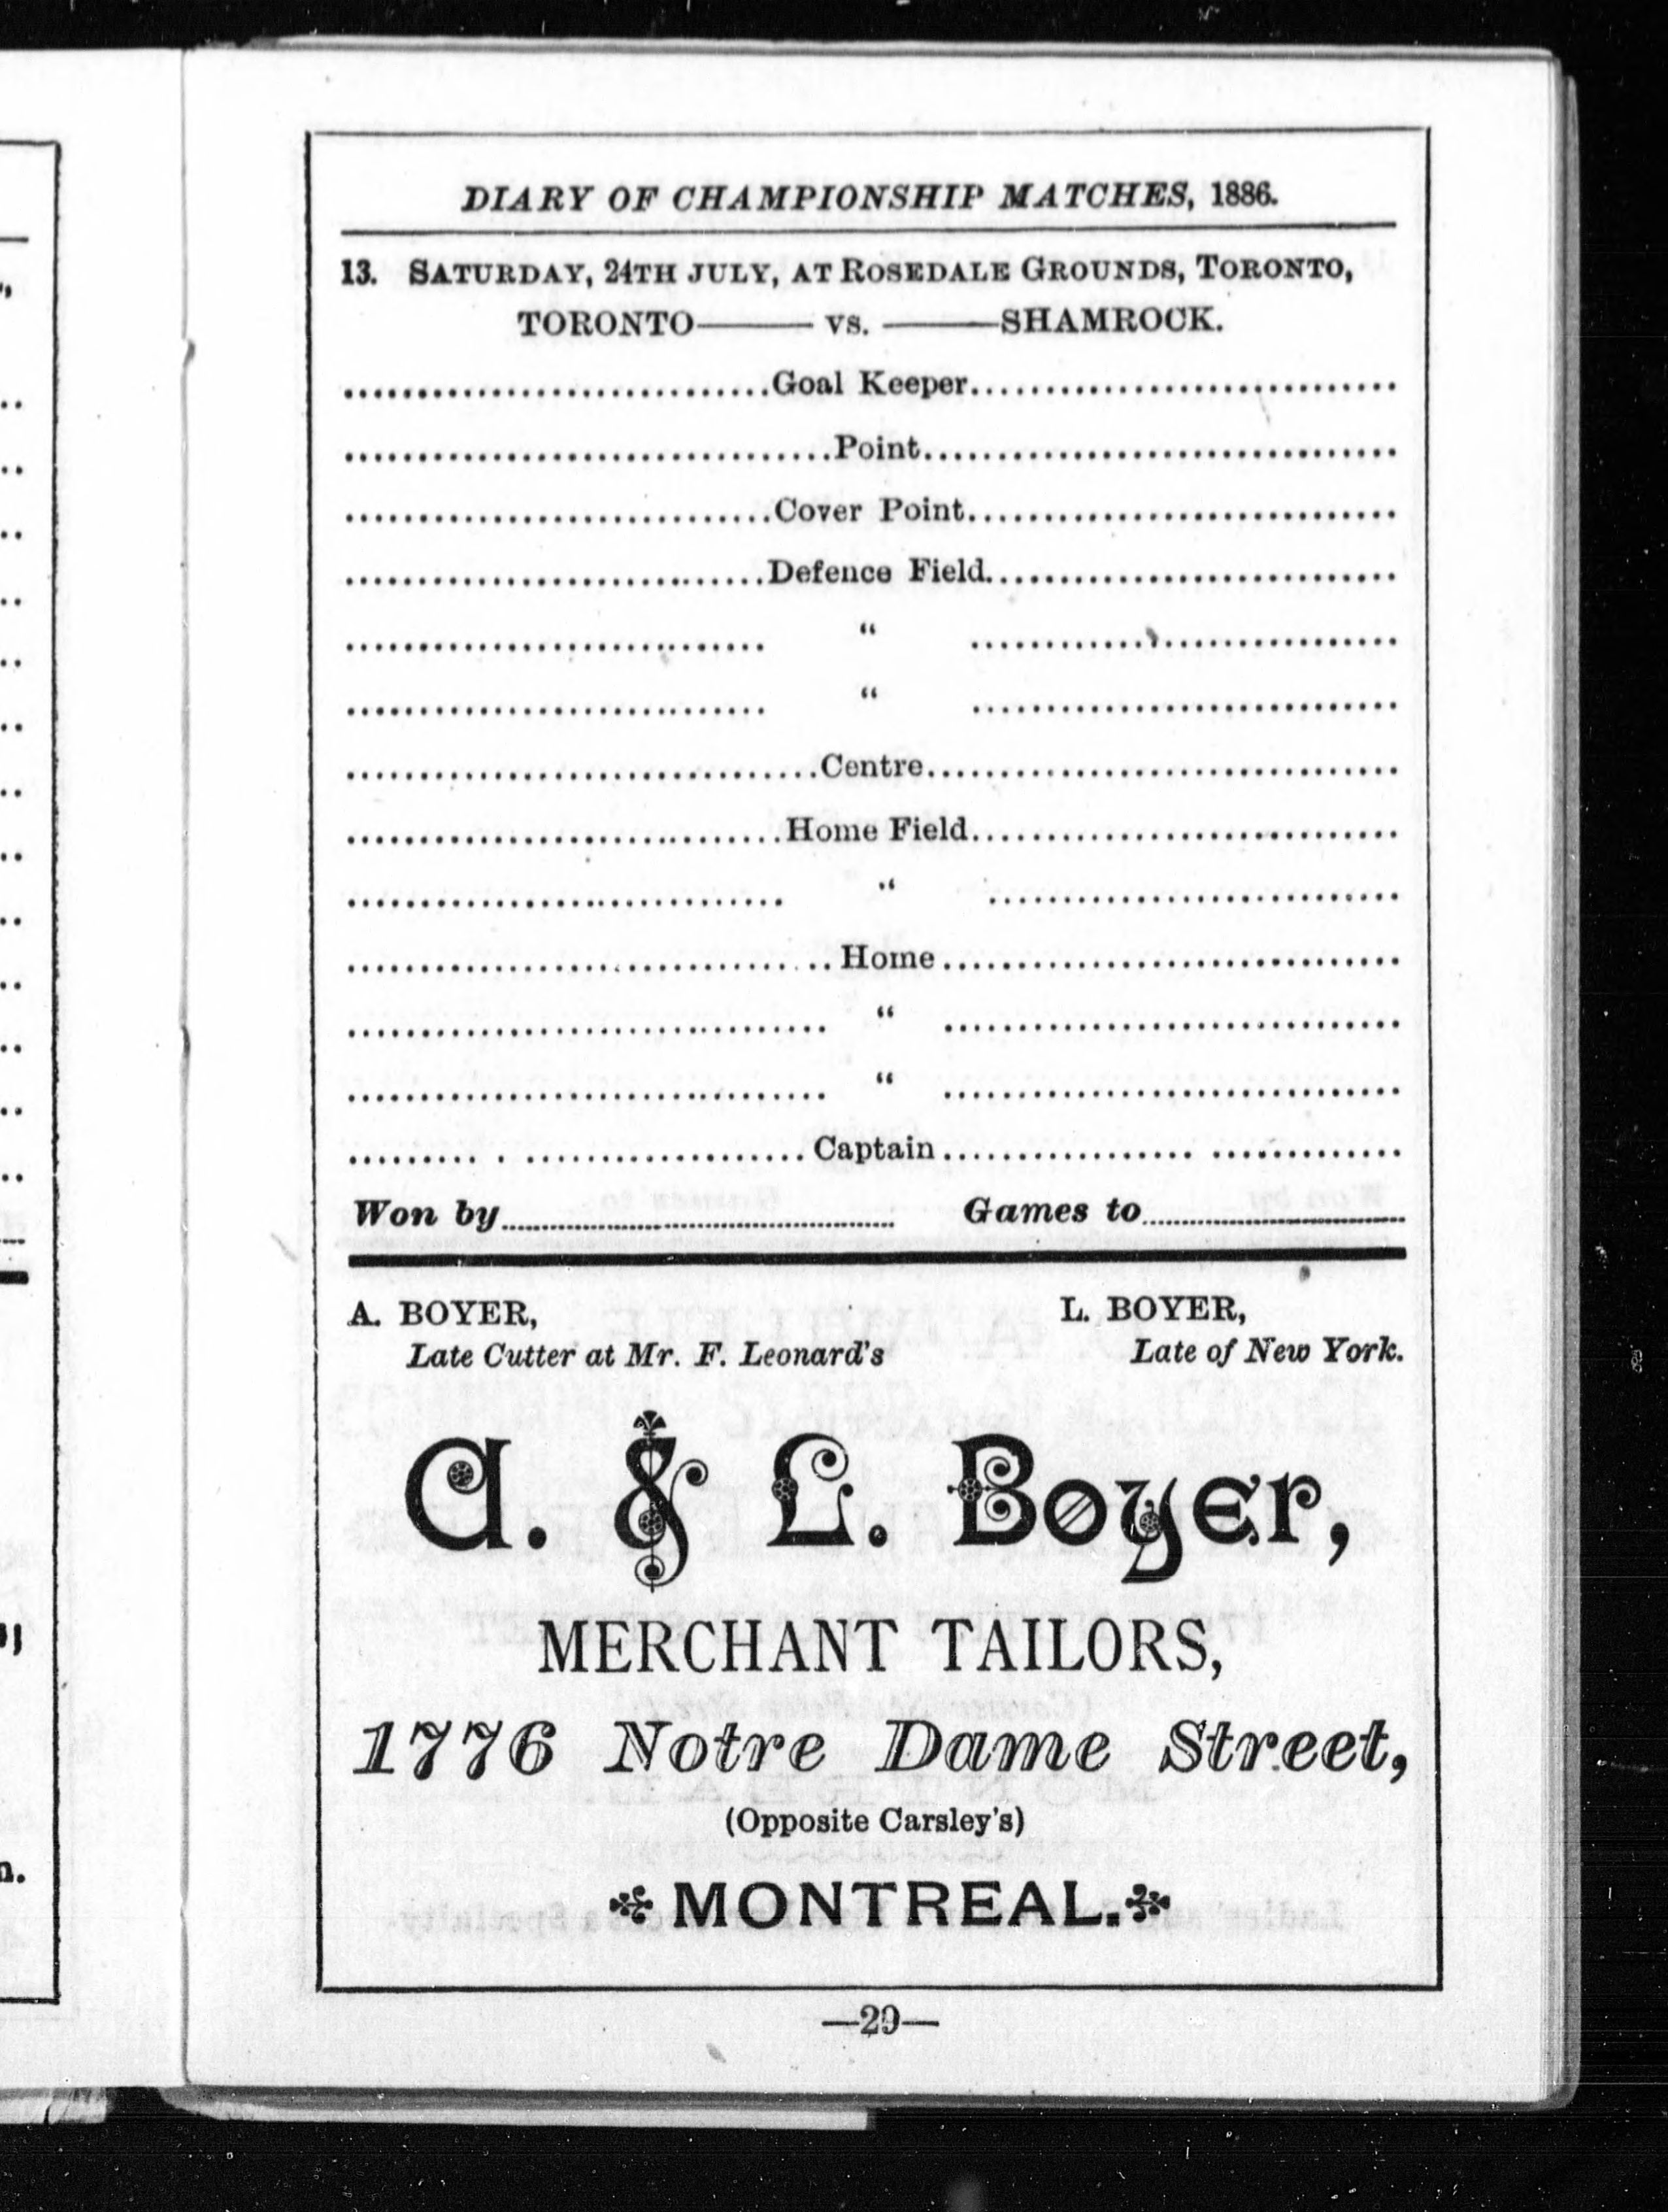 DIARY OF CHAMPIONSHIP MATCHES, 1886.
13. SATURDAY, 24TH JULY, AT ROSEDALE GROUNDS, TORONTO,
TORONTO——— VS. ———SHAMROCK.
..............................Goal Keeper..............................
..............................Point..............................
..............................Cover Point..............................
..............................Defence Field..............................
.............................. “ ..............................
.............................. “ ..............................
..............................Centre..............................
..............................Home Field..............................
.............................. “ ..............................
..............................Home..............................
.............................. “ ..............................
.............................. “ ..............................
..............................Captain..............................
Won by.............................. Games to..............................
A. BOYER, L. BOYER,
Late Cutter at Mr. F. Leonard's Late of New York.
A. & L. Boyer,
MERCHANT TAILORS,
1776 Notre Dame Street,
(Opposite Carsley's)
MONTREAL.
—29—